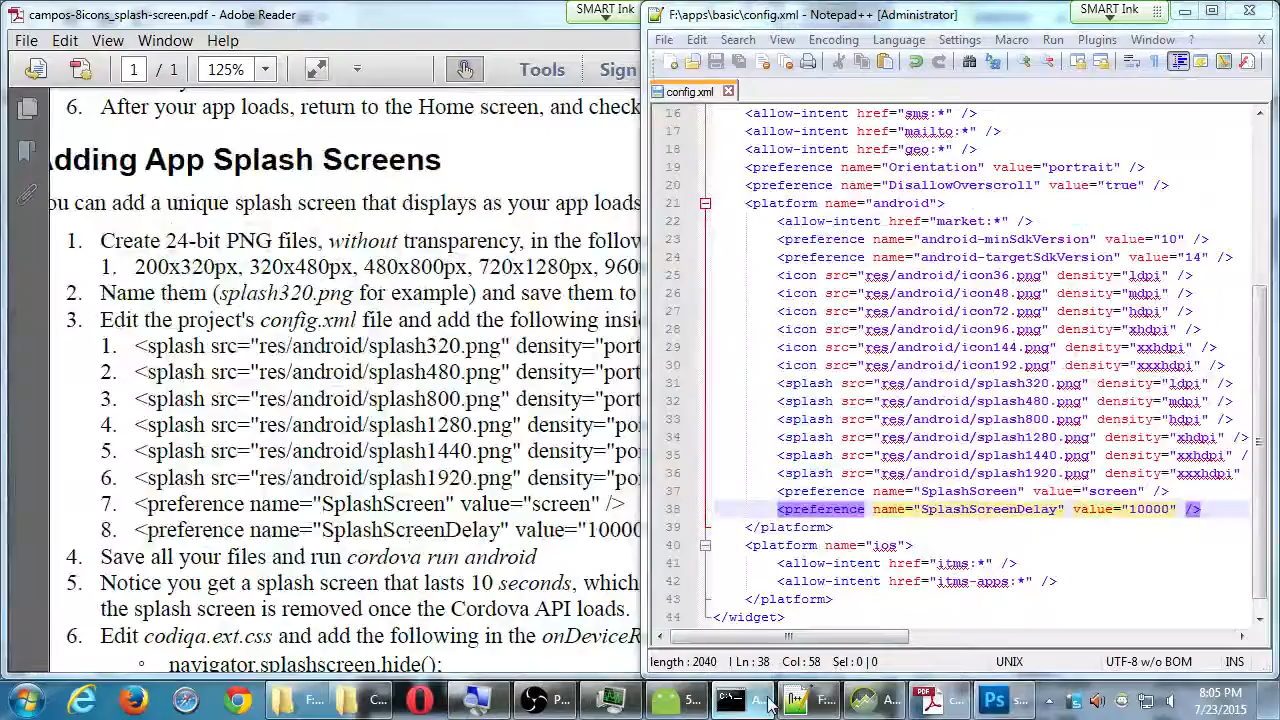 campos-8icons_splash-screen.pdf - Adobe Reader
SMART Ink
File Edit View Window Help
1 / 1 125% Tools Sign
6. After your app loads, return to the Home screen, and check
Adding App Splash Screens
ou can add a unique splash screen that displays as your app loads
1. Create 24-bit PNG files, without transparency, in the follow
1. 200x320px, 320x480px, 480x800px, 720x1280px, 960
2. Name them (splash320.png for example) and save them to
3. Edit the project's config.xml file and add the following insid
1. <splash src="res/android/splash320.png" density="port
2. <splash src="res/android/splash480.png" density="port
3. <splash src="res/android/splash800.png" density="port
4. <splash src="res/android/splash1280.png" density="po
5. <splash src="res/android/splash1440.png" density="po
6. <splash src="res/android/splash1920.png" density="po
7. <preference name="SplashScreen" value="screen" />
8. <preference name="SplashScreenDelay" value="10000
4. Save all your files and run cordova run android
5. Notice you get a splash screen that lasts 10 seconds, which
the splash screen is removed once the Cordova API loads.
6. Edit codiqa.ext.css and add the following in the onDeviceR
◦ navigator.splashscreen.hide();
F:\apps\basic\config.xml - Notepad++ [Administrator]
SMART Ink
File Edit Search View Encoding Language Settings Macro Run Plugins Window ? X
config.xml
16 <allow-intent href="sms:*" />
17 <allow-intent href="mailto:*" />
18 <allow-intent href="geo:*" />
19 <preference name="Orientation" value="portrait" />
20 <preference name="DisallowOverscroll" value="true" />
21 <platform name="android">
22 <allow-intent href="market:*" />
23 <preference name="android-minSdkVersion" value="10" />
24 <preference name="android-targetSdkVersion" value="14" />
25 <icon src="res/android/icon36.png" density="ldpi" />
26 <icon src="res/android/icon48.png" density="mdpi" />
27 <icon src="res/android/icon72.png" density="hdpi" />
28 <icon src="res/android/icon96.png" density="xhdpi" />
29 <icon src="res/android/icon144.png" density="xxhdpi" />
30 <icon src="res/android/icon192.png" density="xxxhdpi" />
31 <splash src="res/android/splash320.png" density="ldpi" />
32 <splash src="res/android/splash480.png" density="mdpi" />
33 <splash src="res/android/splash800.png" density="hdpi" />
34 <splash src="res/android/splash1280.png" density="xhdpi" />
35 <splash src="res/android/splash1440.png" density="xxhdpi" /
36 <splash src="res/android/splash1920.png" density="xxxhdpi"
37 <preference name="SplashScreen" value="screen" />
38 <preference name="SplashScreenDelay" value="10000" />
39 </platform>
40 <platform name="ios">
41 <allow-intent href="itms:*" />
42 <allow-intent href="itms-apps:*" />
43 </platform>
44 </widget>
length : 2040 Ln : 38 Col : 58 Sel : 0 | 0 UNIX UTF-8 w/o BOM INS
F:... C... P... 5... A... F:... A... C... s...
8:05 PM
7/23/2015